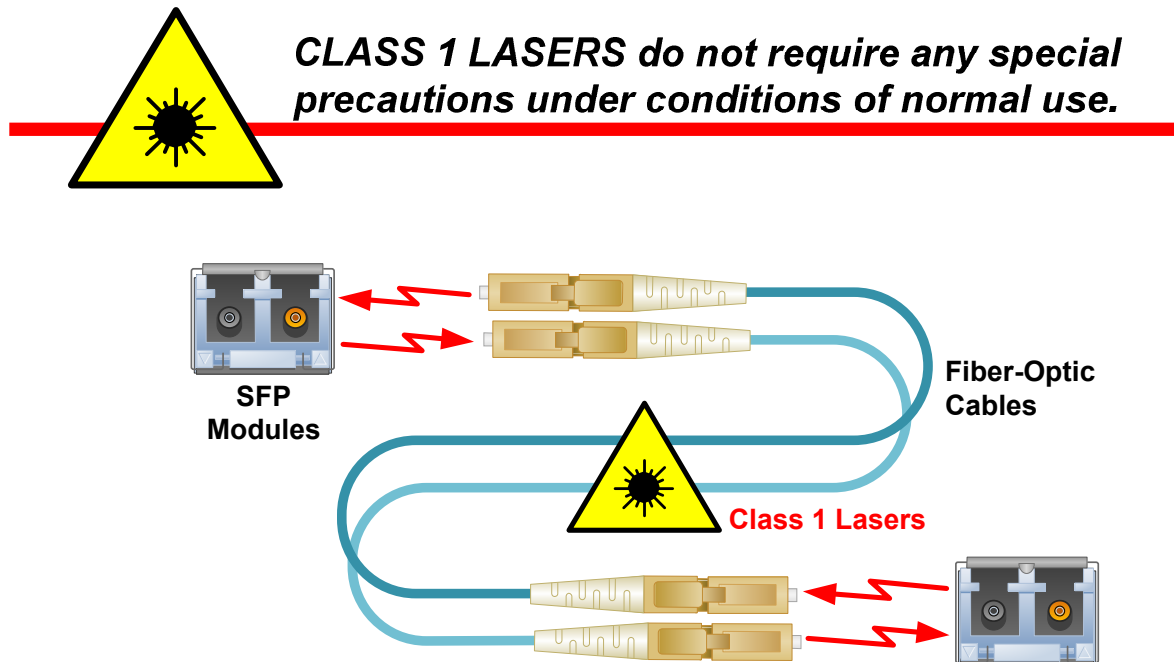 CLASS 1 LASERS do not require any special
precautions under conditions of normal use.
SFP
Modules
Fiber-Optic
Cables
Class 1 Lasers